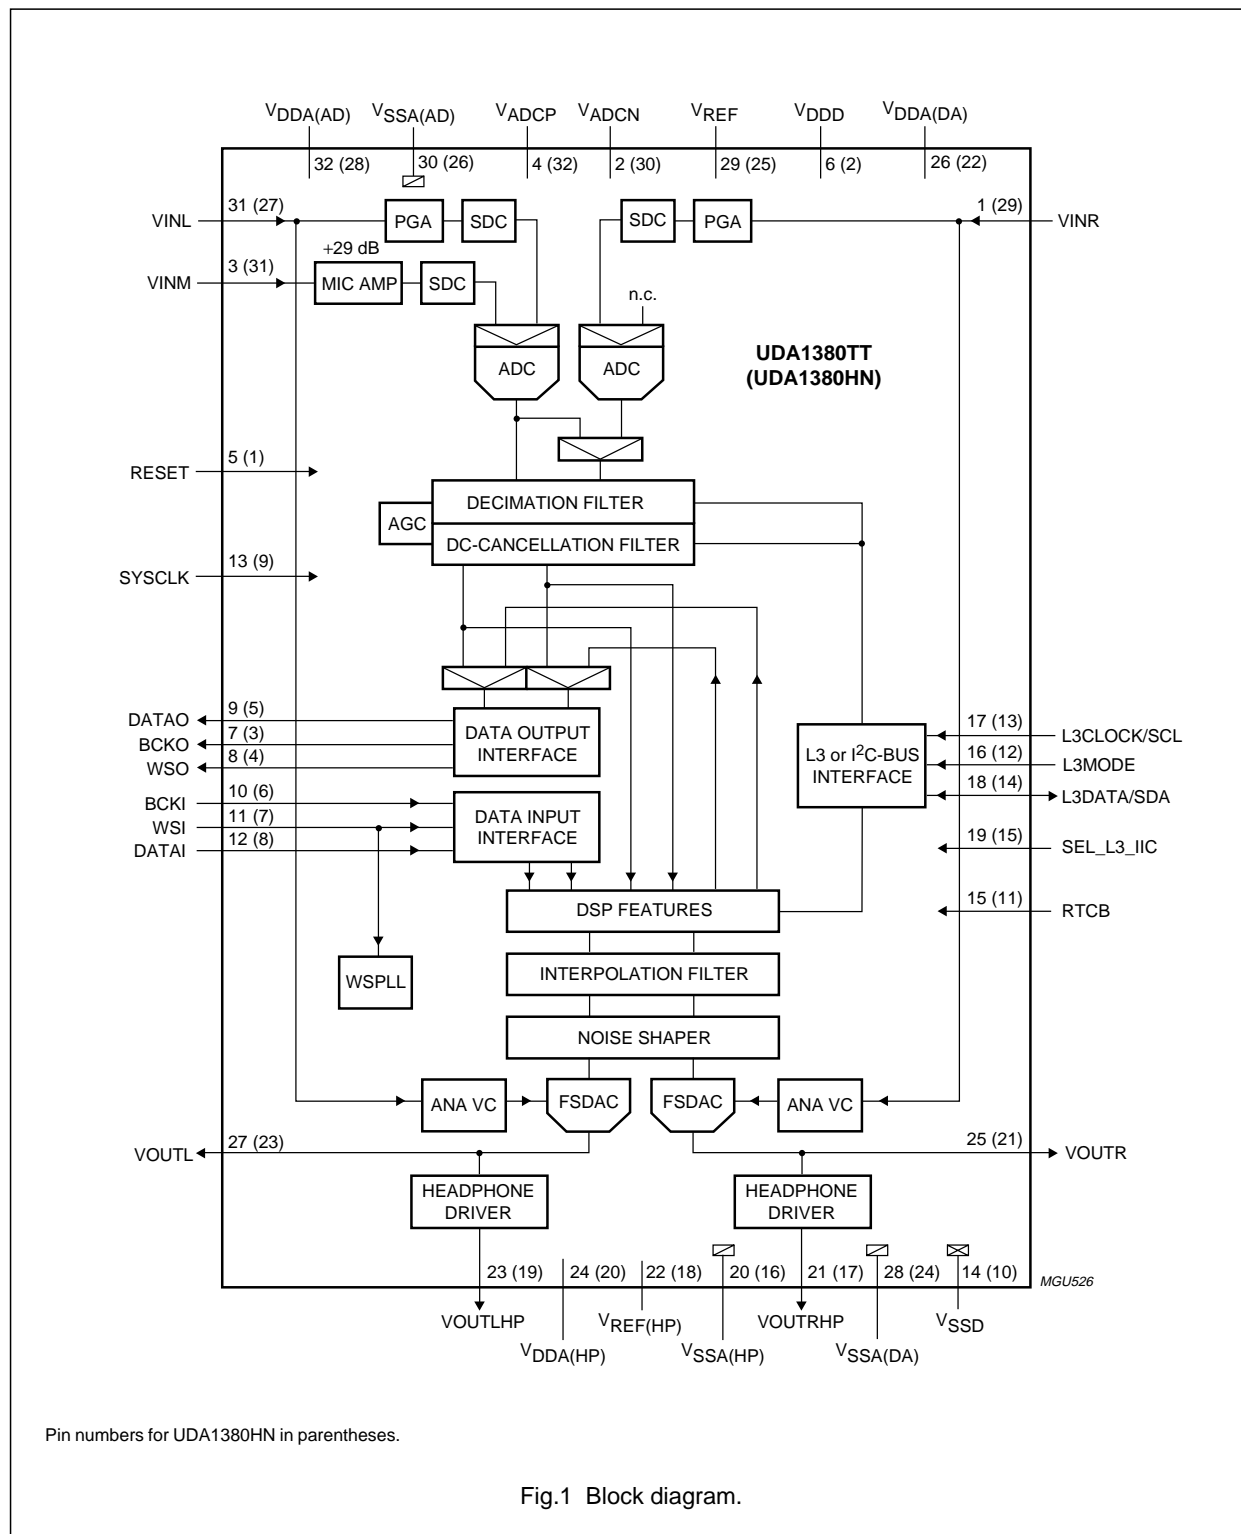 VDDA(AD) VSSA(AD) VADCP VADCN VREF VDDD VDDA(DA)
32 (28) 30 (26) 4 (32) 2 (30) 29 (25) 6 (2) 26 (22)
VINL 31 (27) PGA SDC SDC PGA 1 (29) VINR
+29 dB
VINM 3 (31) MIC AMP SDC
n.c.
ADC ADC
UDA1380TT
(UDA1380HN)
RESET 5 (1)
DECIMATION FILTER
AGC
DC-CANCELLATION FILTER
SYSCLK 13 (9)
DATAO 9 (5)
BCKO 7 (3)
WSO 8 (4)
DATA OUTPUT
INTERFACE
L3 or I2C-BUS
INTERFACE
17 (13) L3CLOCK/SCL
16 (12) L3MODE
18 (14) L3DATA/SDA
BCKI 10 (6)
WSI 11 (7)
DATAI 12 (8)
DATA INPUT
INTERFACE
19 (15) SEL_L3_IIC
15 (11) RTCB
DSP FEATURES
WSPLL
INTERPOLATION FILTER
NOISE SHAPER
ANA VC FSDAC FSDAC ANA VC
VOUTL 27 (23) 25 (21) VOUTR
HEADPHONE
DRIVER
HEADPHONE
DRIVER
23 (19) 24 (20) 22 (18) 20 (16) 21 (17) 28 (24) 14 (10)
MGU526
VOUTLHP VREF(HP) VOUTRHP VSSD
VDDA(HP) VSSA(HP) VSSA(DA)
Pin numbers for UDA1380HN in parentheses.
Fig.1 Block diagram.